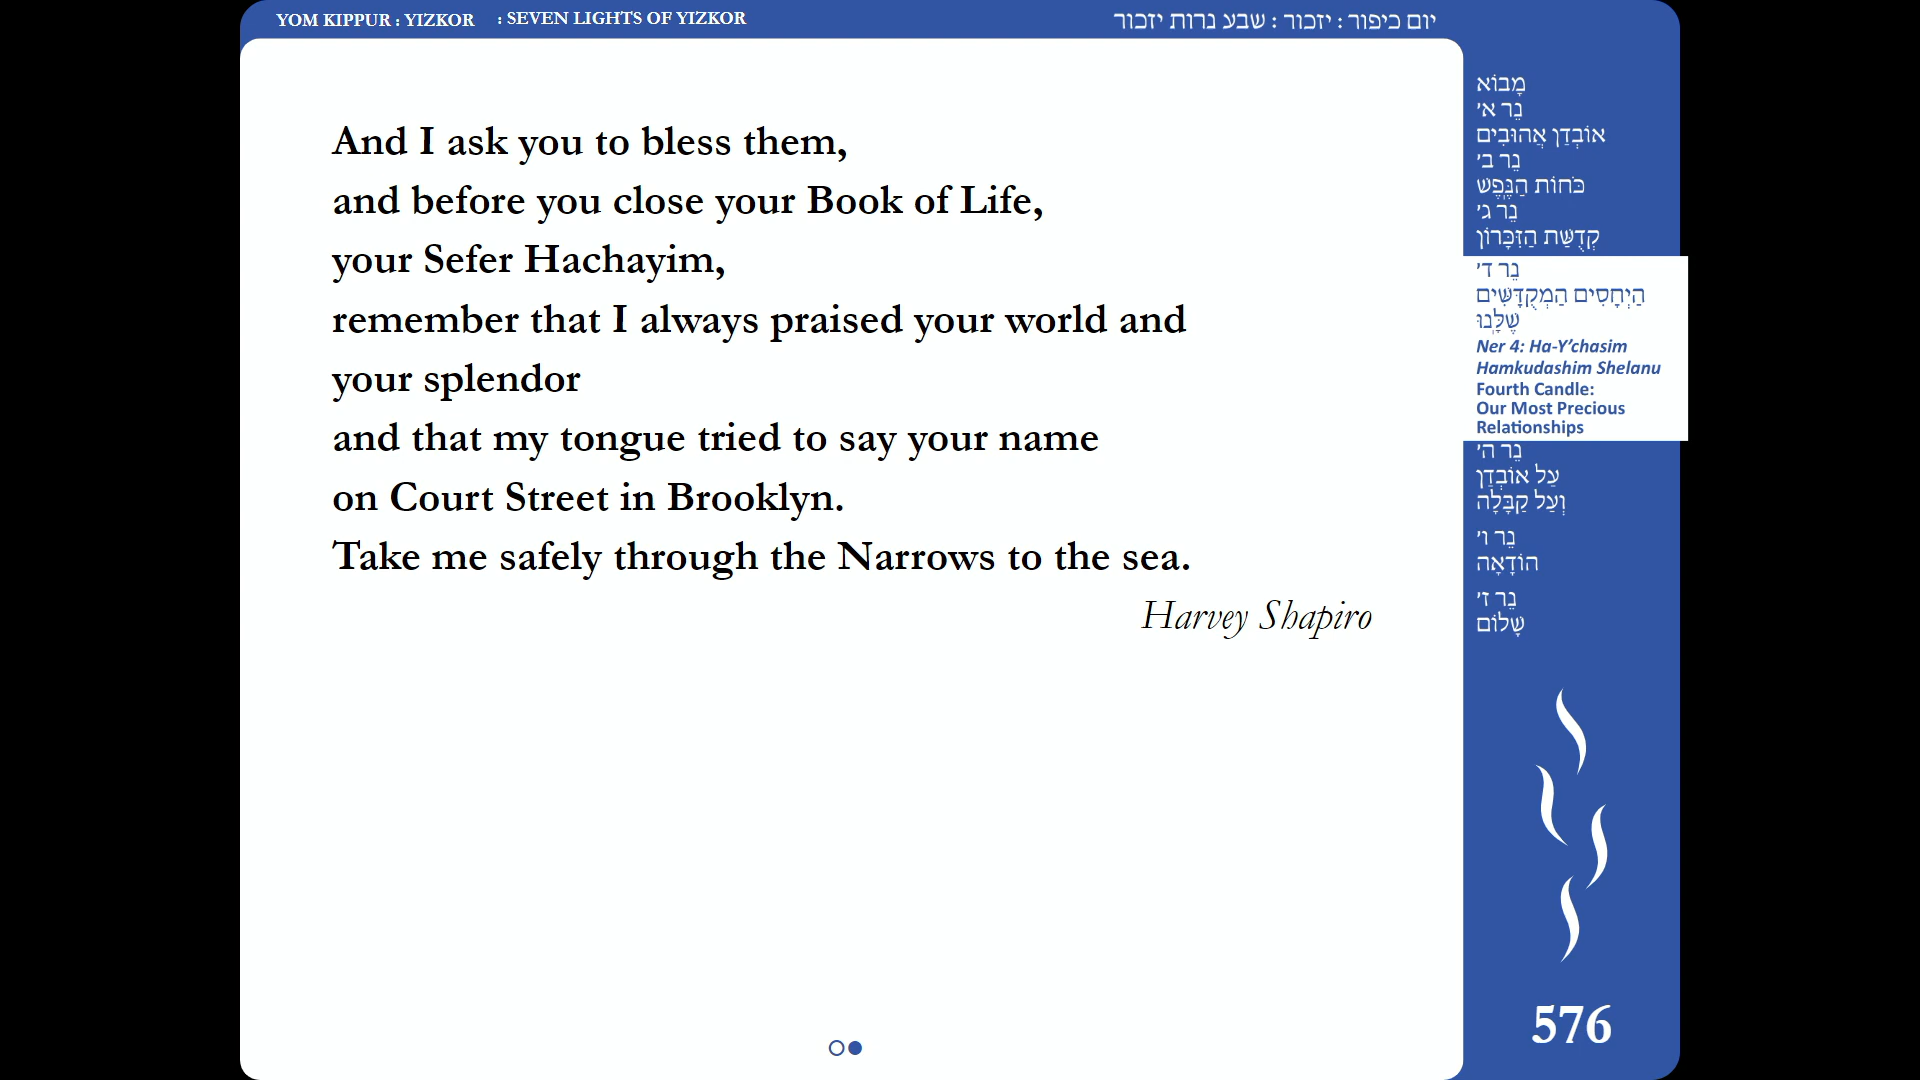 YOM KIPPUR : YIZKOR : SEVEN LIGHTS OF YIZKOR
יום כיפור : יזכור : שבע נרות יזכור
And I ask you to bless them,
and before you close your Book of Life,
your Sefer Hachayim,
remember that I always praised your world and
your splendor
and that my tongue tried to say your name
on Court Street in Brooklyn.
Take me safely through the Narrows to the sea.
Harvey Shapiro
מָבוֹא
נֵר א׳
אוֹבְדַן אֲהוּבִים
נֵר ב׳
כֹּחוֹת הַנֶּֽפֶשׁ
נֵר ג׳
קְדֻשַּׁת הַזִּכָּרוֹן
נֵר ד׳
הַיְחָסִים הַמְקֻדָּשִׁים
שֶׁלָּֽנוּ
Ner 4: Ha-Y’chasim
Hamkudashim Shelanu
Fourth Candle:
Our Most Precious
Relationships
נֵר ה׳
עַל אוֹבְדַן
וְעַל קַבָּלָה
נֵר ו׳
הוֹדָאָה
נֵר ז׳
שָׁלוֹם
576